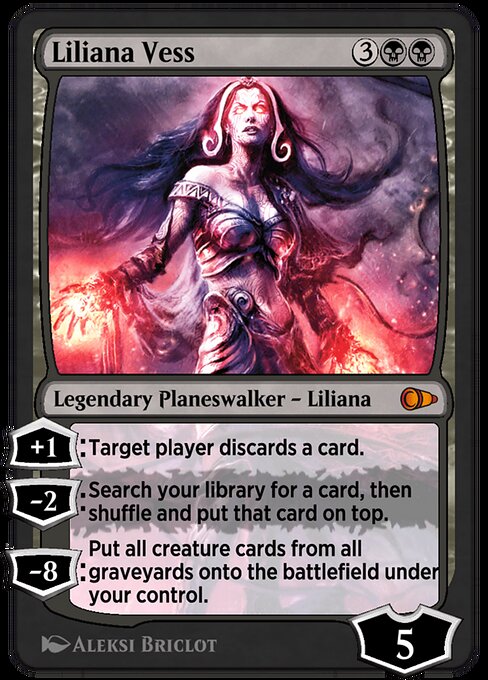 Liliana Vess 3
Legendary Planeswalker – Liliana
+1: Target player discards a card.
−2: Search your library for a card, then
shuffle and put that card on top.
−8: Put all creature cards from all
graveyards onto the battlefield under
your control.
Aleksi Briclot
5